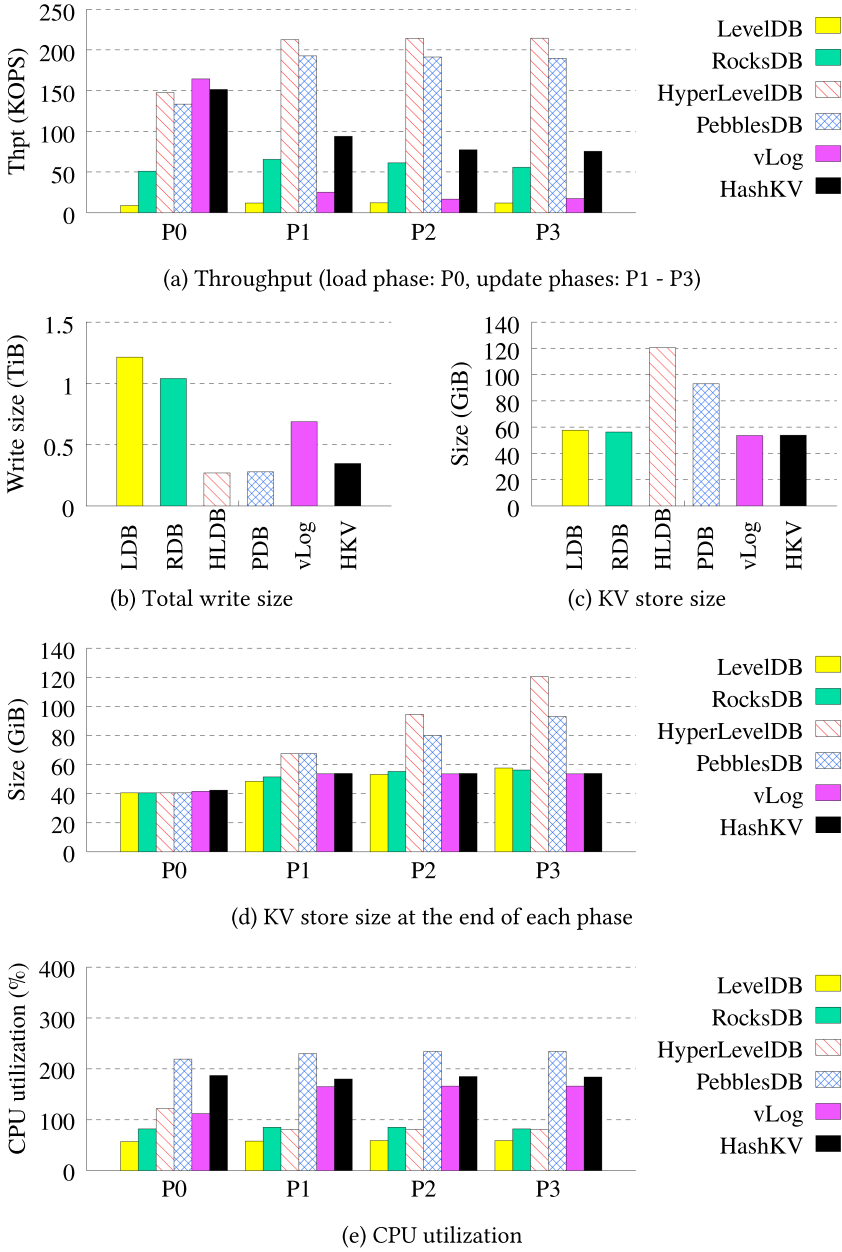 250
200
150
100
50
0
Thpt (KOPS)
P0 P1 P2 P3
LevelDB
RocksDB
HyperLevelDB
PebblesDB
vLog
HashKV
(a) Throughput (load phase: P0, update phases: P1 - P3)
1.5
1
0.5
0
Write size (TiB)
LDB
RDB
HLDB
PDB
vLog
HKV
(b) Total write size
140
120
100
80
60
40
20
0
Size (GiB)
LDB
RDB
HLDB
PDB
vLog
HKV
(c) KV store size
140
120
100
80
60
40
20
0
Size (GiB)
P0 P1 P2 P3
LevelDB
RocksDB
HyperLevelDB
PebblesDB
vLog
HashKV
(d) KV store size at the end of each phase
400
300
200
100
0
CPU utilization (%)
P0 P1 P2 P3
LevelDB
RocksDB
HyperLevelDB
PebblesDB
vLog
HashKV
(e) CPU utilization